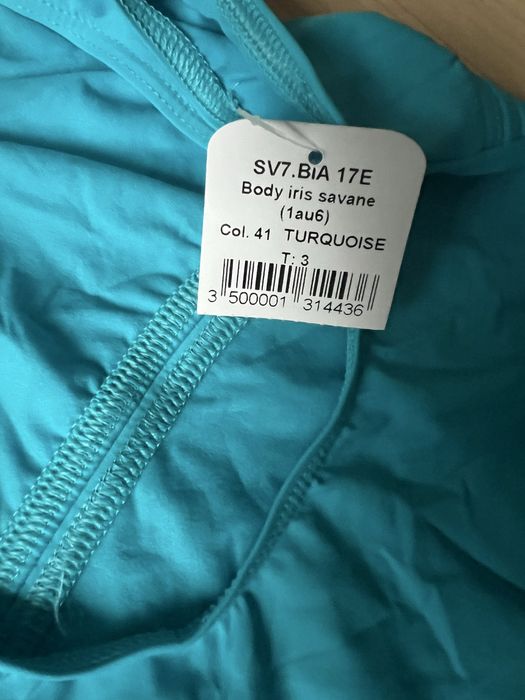 SV7.BIA 17E
Body iris savane
(1au6)
Col. 41 TURQUOISE
T: 3
3 500001 314436